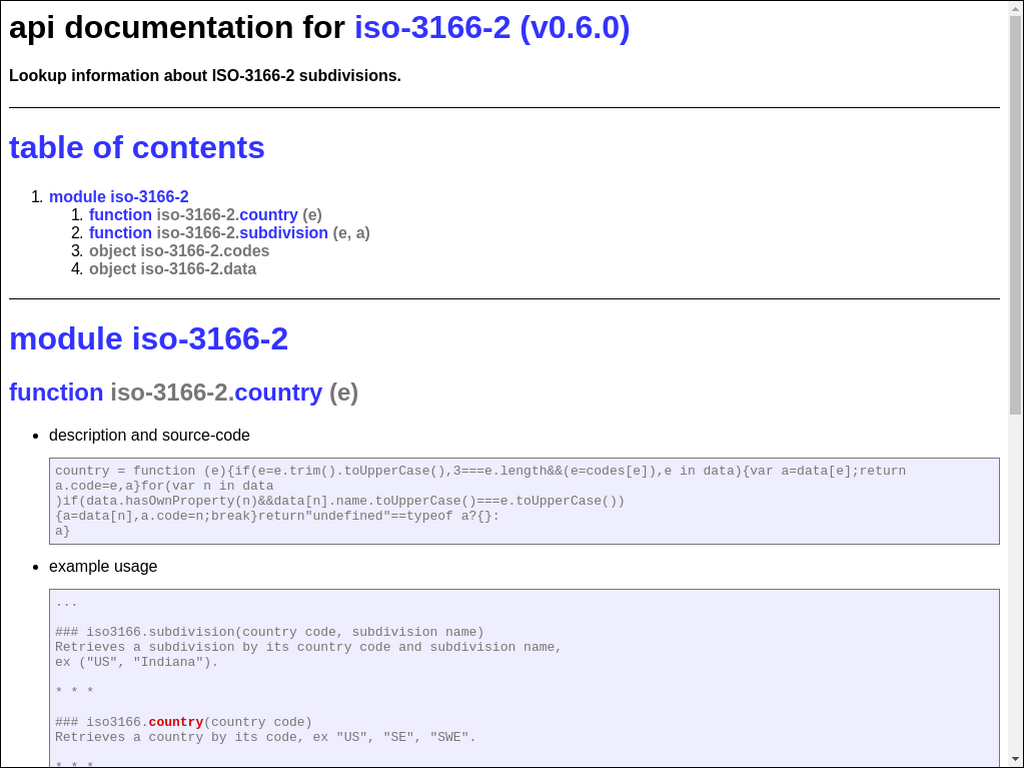 api documentation for iso-3166-2 (v0.6.0)
Lookup information about ISO-3166-2 subdivisions.
table of contents
1. module iso-3166-2
1. function iso-3166-2.country (e)
2. function iso-3166-2.subdivision (e, a)
3. object iso-3166-2.codes
4. object iso-3166-2.data
module iso-3166-2
function iso-3166-2.country (e)
• description and source-code
country = function (e){if(e=e.trim().toUpperCase(),3===e.length&&(e=codes[e]),e in data){var a=data[e];return
a.code=e,a}for(var n in data
)if(data.hasOwnProperty(n)&&data[n].name.toUpperCase()===e.toUpperCase())
{a=data[n],a.code=n;break}return"undefined"==typeof a?{}:
a}
• example usage
...
### iso3166.subdivision(country code, subdivision name)
Retrieves a subdivision by its country code and subdivision name,
ex ("US", "Indiana").
* * *
### iso3166.country(country code)
Retrieves a country by its code, ex "US", "SE", "SWE".
* * *